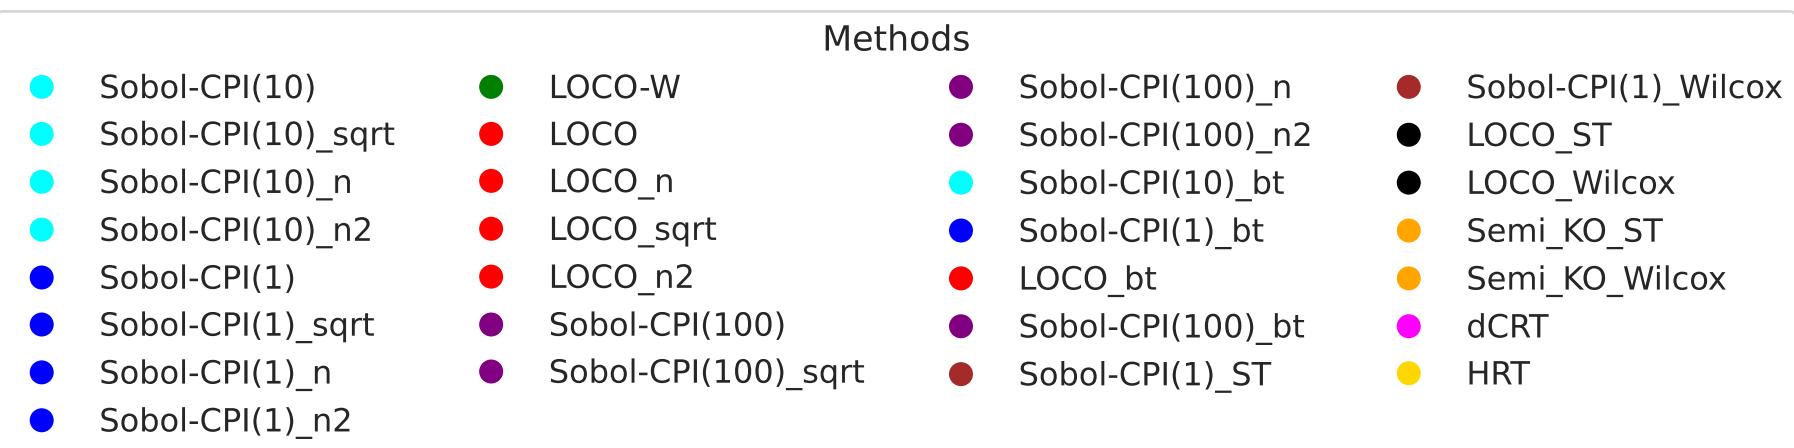 Methods
Sobol-CPI(10)
Sobol-CPI(10)_sqrt
Sobol-CPI(10)_n
Sobol-CPI(10)_n2
Sobol-CPI(1)
Sobol-CPI(1)_sqrt
Sobol-CPI(1)_n
Sobol-CPI(1)_n2
LOCO-W
LOCO
LOCO_n
LOCO_sqrt
LOCO_n2
Sobol-CPI(100)
Sobol-CPI(100)_sqrt
Sobol-CPI(100)_n
Sobol-CPI(100)_n2
Sobol-CPI(10)_bt
Sobol-CPI(1)_bt
LOCO_bt
Sobol-CPI(100)_bt
Sobol-CPI(1)_ST
Sobol-CPI(1)_Wilcox
LOCO_ST
LOCO_Wilcox
Semi_KO_ST
Semi_KO_Wilcox
dCRT
HRT